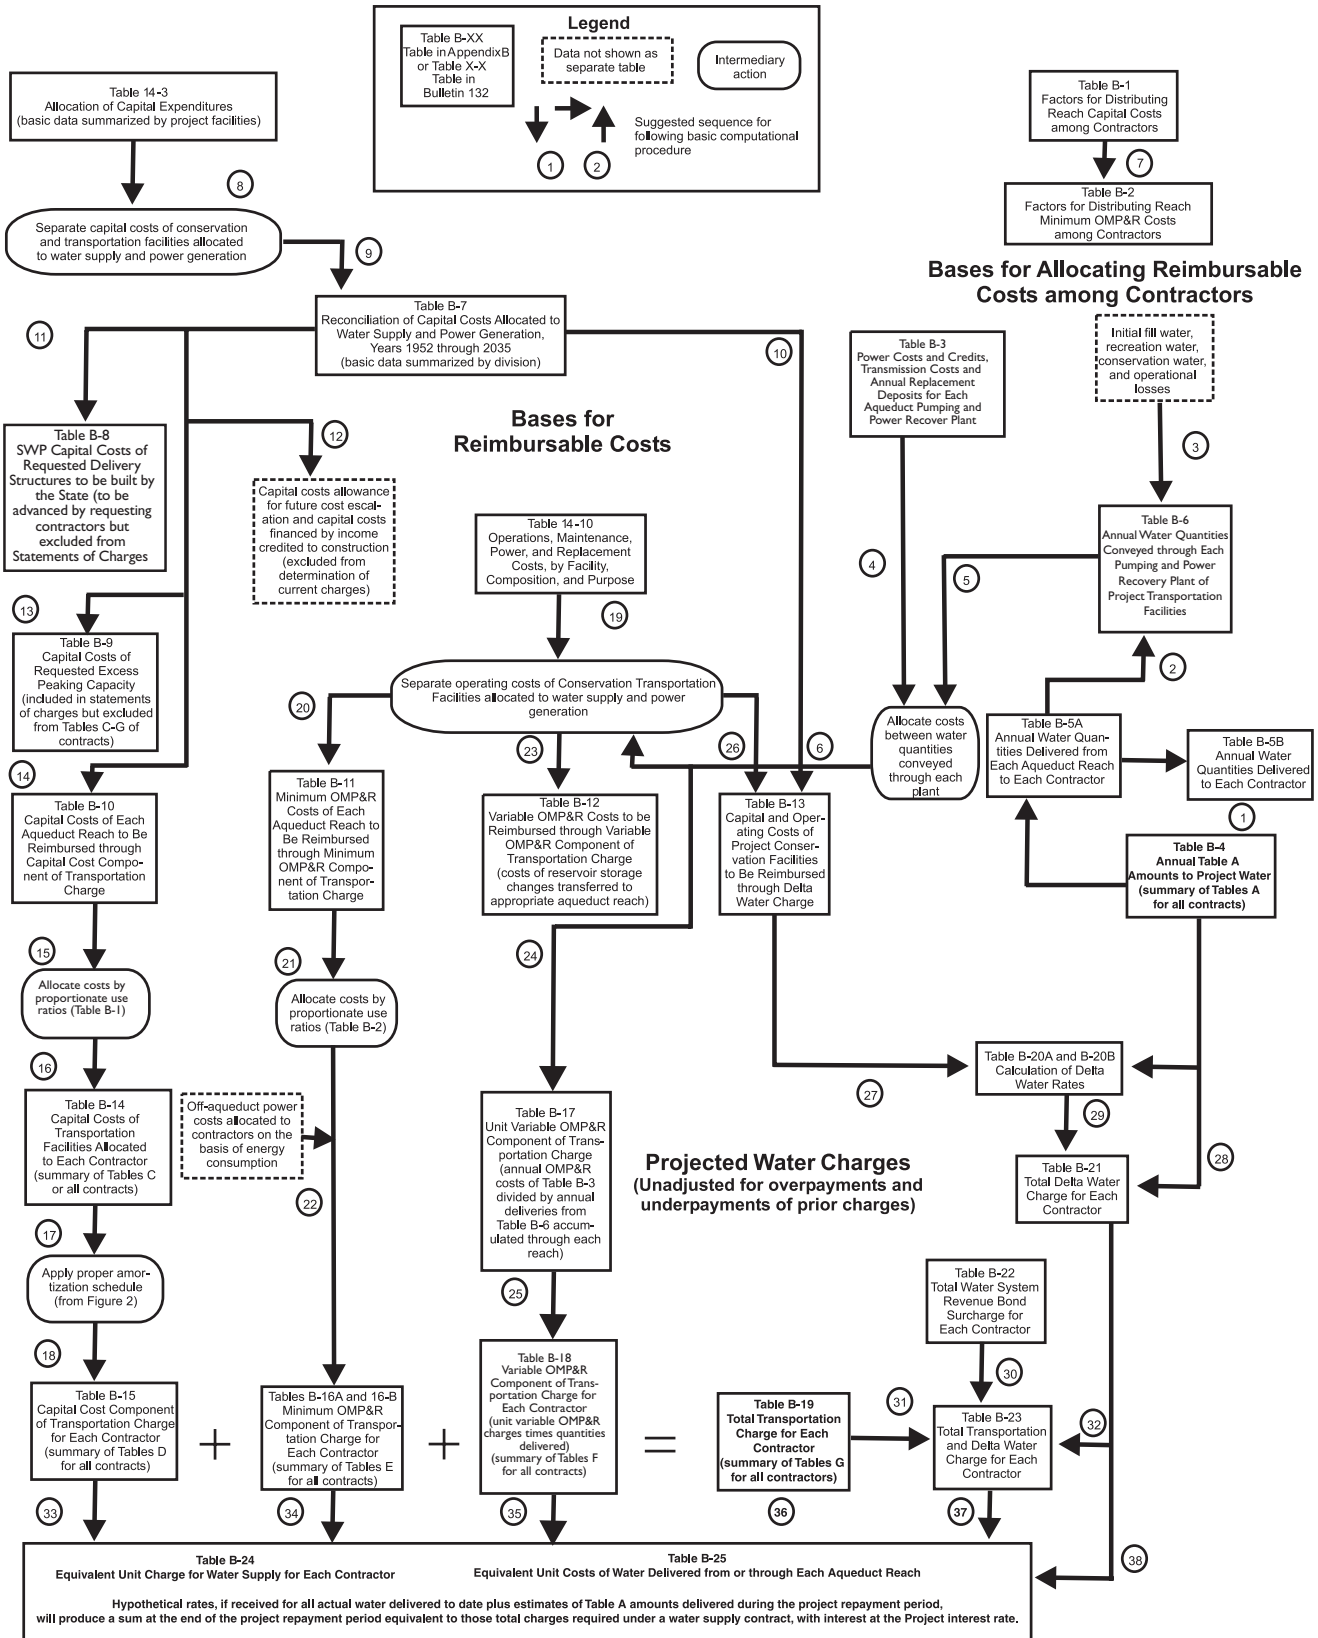 Legend
Table B-XX
Table in AppendixB
or Table X-X
Table in
Bulletin 132
Data not shown as
separate table
Intermediary
action
Suggested sequence for
following basic computational
procedure
1
2
Table 14-3
Allocation of Capital Expenditures
(basic data summarized by project facilities)
8
Separate capital costs of conservation
and transportation facilities allocated
to water supply and power generation
9
Table B-1
Factors for Distributing
Reach Capital Costs
among Contractors
7
Table B-2
Factors for Distributing Reach
Minimum OMP&R Costs
among Contractors
Bases for Allocating Reimbursable
Costs among Contractors
Table B-7
Reconciliation of Capital Costs Allocated to
Water Supply and Power Generation,
Years 1952 through 2035
(basic data summarized by division)
11
10
Table B-3
Power Costs and Credits,
Transmission Costs and
Annual Replacement
Deposits for Each
Aqueduct Pumping and
Power Recover Plant
Initial fill water,
recreation water,
conservation water,
and operational
losses
3
Bases for
Reimbursable Costs
12
Table B-8
SWP Capital Costs of
Requested Delivery
Structures to be built by
the State (to be
advanced by requesting
contractors but
excluded from
Statements of Charges
Capital costs allowance
for future cost escal-
ation and capital costs
financed by income
credited to construction
(excluded from
determination of
current charges)
Table 14-10
Operations, Maintenance,
Power, and Replacement
Costs, by Facility,
Composition, and Purpose
19
4
5
Table B-6
Annual Water Quantities
Conveyed through Each
Pumping and Power
Recovery Plant of
Project Transportation
Facilities
2
13
Table B-9
Capital Costs of
Requested Excess
Peaking Capacity
(included in statements
of charges but excluded
from Tables C-G of
contracts)
Separate operating costs of Conservation Transportation
Facilities allocated to water supply and power
generation
20
23
26
6
Allocate costs
between water
quantities
conveyed
through each
plant
Table B-5A
Annual Water Quan-
tities Delivered from
Each Aqueduct Reach
to Each Contractor
Table B-5B
Annual Water
Quantities Delivered
to Each Contractor
1
14
Table B-10
Capital Costs of Each
Aqueduct Reach to Be
Reimbursed through
Capital Cost Compo-
nent of Transportation
Charge
Table B-11
Minimum OMP&R
Costs of Each
Aqueduct Reach to
Be Reimbursed
through Minimum
OMP&R Compo-
nent of Transpor-
tation Charge
Table B-12
Variable OMP&R Costs to be
Reimbursed through Variable
OMP&R Component of
Transportation Charge
(costs of reservoir storage
changes transferred to
appropriate aqueduct reach)
Table B-13
Capital and Oper-
ating Costs of
Project Conser-
vation Facilities
to Be Reimbursed
through Delta
Water Charge
Table B-4
Annual Table A
Amounts to Project Water
(summary of Tables A
for all contracts)
15
21
24
Allocate costs by
proportionate use
ratios (Table B-1)
Allocate costs by
proportionate use
ratios (Table B-2)
16
27
Table B-20A and B-20B
Calculation of Delta
Water Rates
29
28
Table B-14
Capital Costs of
Transportation
Facilities Allocated
to Each Contractor
(summary of Tables C
or all contracts)
Off-aqueduct power
costs allocated to
contractors on the
basis of energy
consumption
22
Table B-17
Unit Variable OMP&R
Component of Trans-
portation Charge
(annual OMP&R
costs of Table B-3
divided by annual
deliveries from
Table B-6 accum-
ulated through each
reach)
Projected Water Charges
(Unadjusted for overpayments and
underpayments of prior charges)
Table B-21
Total Delta Water
Charge for Each
Contractor
17
Apply proper amor-
tization schedule
(from Figure 2)
25
Table B-22
Total Water System
Revenue Bond
Surcharge for
Each Contractor
18
30
Table B-15
Capital Cost Component
of Transportation Charge
for Each Contractor
(summary of Tables D
for all contracts)
+
Tables B-16A and 16-B
Minimum OMP&R
Component of Transpor-
tation Charge for
Each Contractor
(summary of Tables E
for all contracts)
+
Table B-18
Variable OMP&R
Component of Trans-
portation Charge for
Each Contractor
(unit variable OMP&R
charges times quantities
delivered)
(summary of Tables F
for all contracts)
=
Table B-19
Total Transportation
Charge for Each
Contractor
(summary of Tables G
for all contractors)
31
Table B-23
Total Transportation
and Delta Water
Charge for Each
Contractor
32
33
34
35
36
37
38
Table B-24
Equivalent Unit Charge for Water Supply for Each Contractor
Table B-25
Equivalent Unit Costs of Water Delivered from or through Each Aqueduct Reach
Hypothetical rates, if received for all actual water delivered to date plus estimates of Table A amounts delivered during the project repayment period,
will produce a sum at the end of the project repayment period equivalent to those total charges required under a water supply contract, with interest at the Project interest rate.